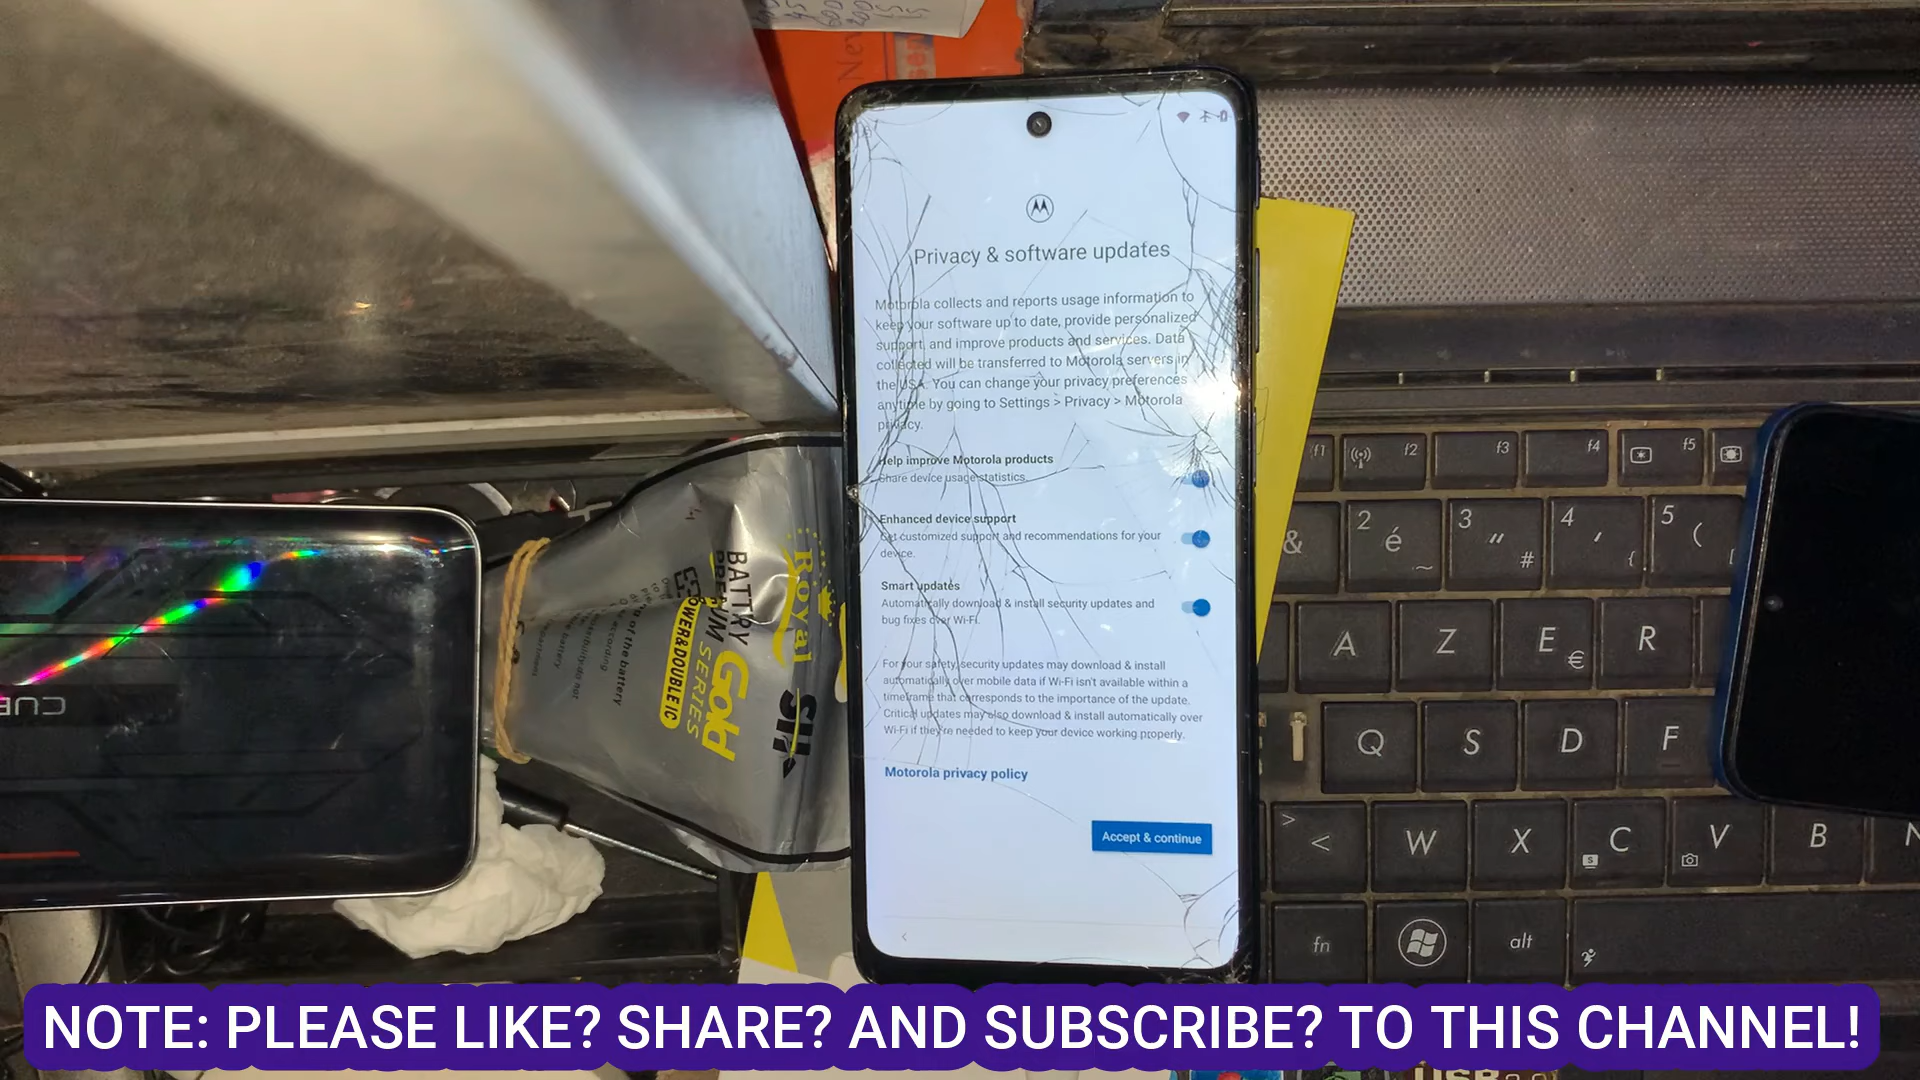 Privacy & software updates
Motorola collects and reports usage information to
keep your software up to date, provide personalized
support, and improve products and services. Data
collected will be transferred to Motorola servers in
the USA. You can change your privacy preferences
anytime by going to Settings > Privacy > Motorola
privacy.
Help improve Motorola products
Share device usage statistics.
Enhanced device support
Get customized support and recommendations for your
device.
Smart updates
Automatically download & install security updates and
bug fixes over Wi-Fi.
For your safety, security updates may download & install
automatically over mobile data if Wi-Fi isn't available within a
timeframe that corresponds to the importance of the update.
Critical updates may also download & install automatically over
Wi-Fi if they're needed to keep your device working properly.
Motorola privacy policy
Accept & continue
Royal
BATTRY
SERIES
Gold
POWER&DOUBLE IC
of the battery
according
battery
do not
f1 f2 f3 f4 f5
& 2 é ~ 3 " # 4 ' { 5 ( [
A Z E € R
Q S D F
> < W X C S V B N
fn alt
NOTE: PLEASE LIKE? SHARE? AND SUBSCRIBE? TO THIS CHANNEL!